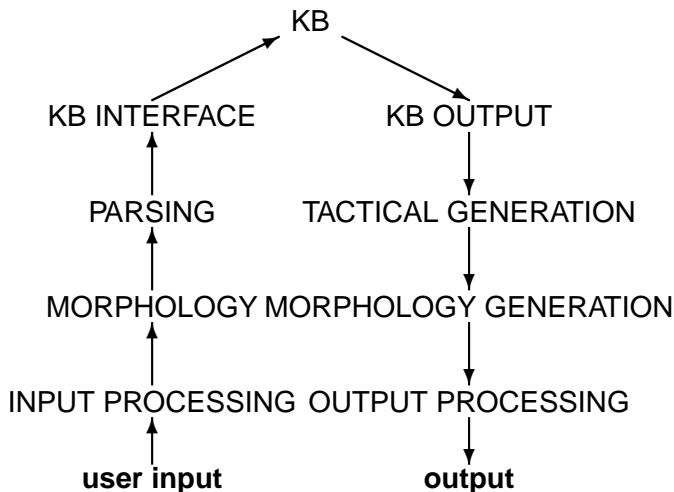 KB
KB INTERFACE KB OUTPUT
PARSING TACTICAL GENERATION
MORPHOLOGY MORPHOLOGY GENERATION
INPUT PROCESSING OUTPUT PROCESSING
user input output